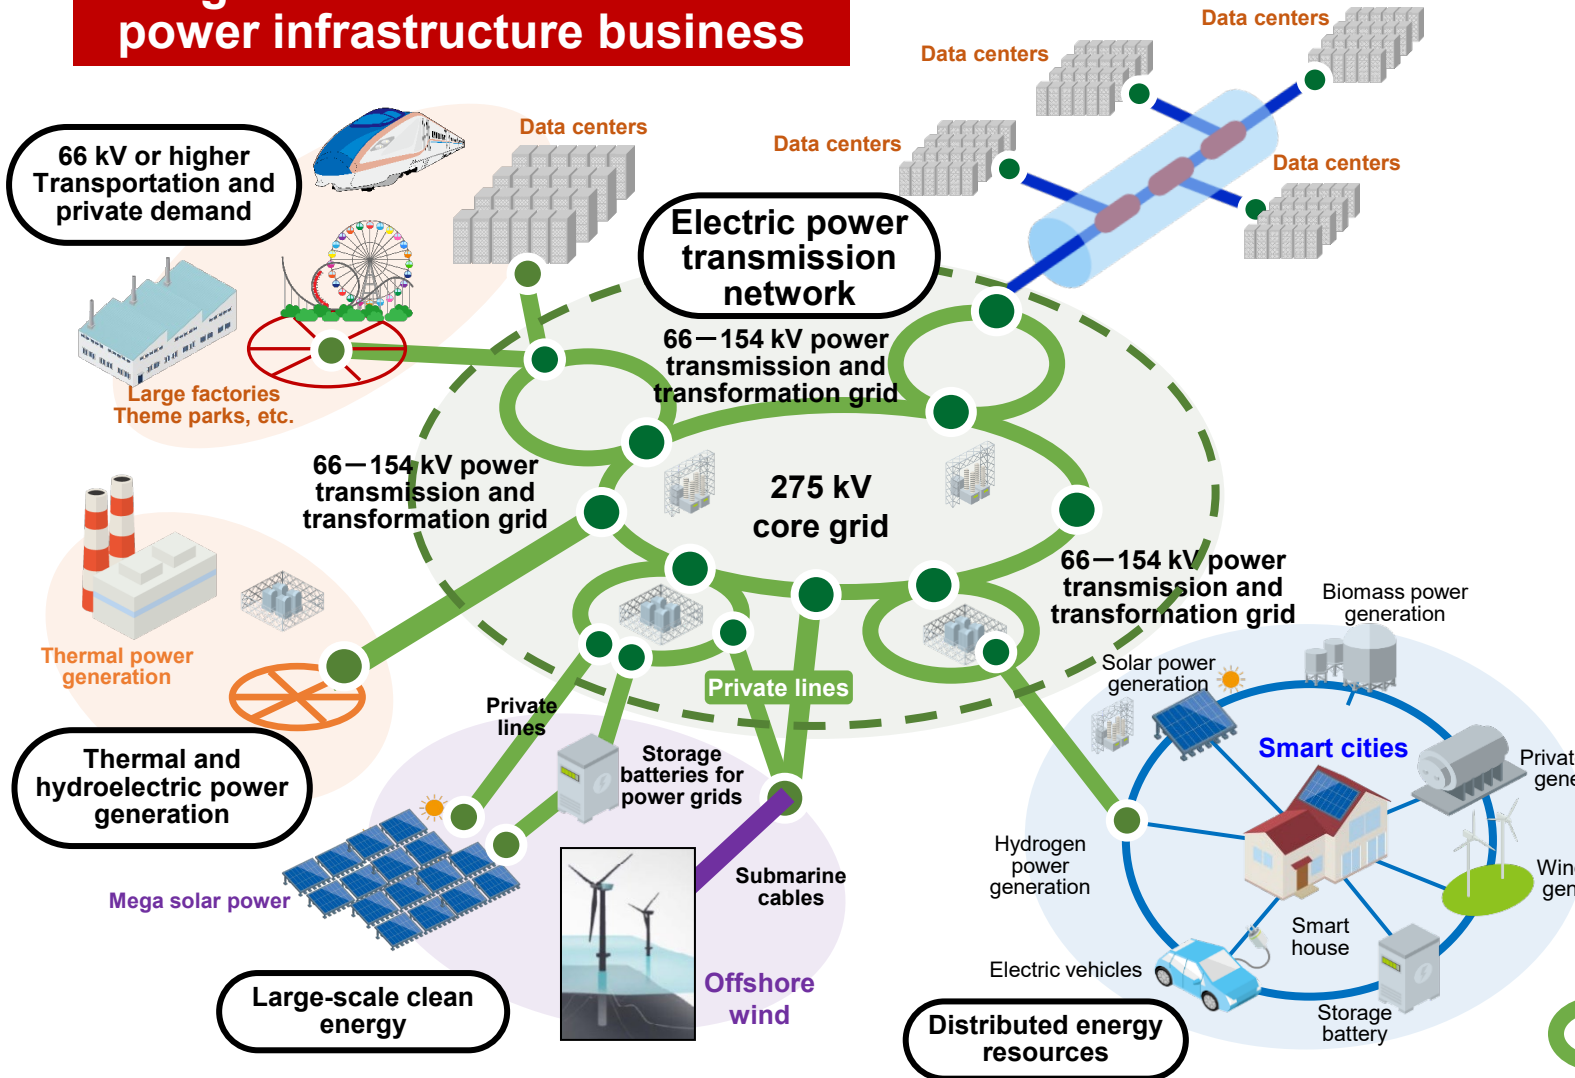 power infrastructure business
Data centers
Data centers
Data centers
Data centers
Data centers
66 kV or higher
Transportation and
private demand
Electric power
transmission
network
66－154 kV power
transmission and
transformation grid
Large factories
Theme parks, etc.
66－154 kV power
transmission and
transformation grid
275 kV
core grid
66－154 kV power
transmission and
transformation grid
Biomass power
generation
Thermal power
generation
Solar power
generation
Private lines
Private
lines
Smart cities
Storage
batteries for
power grids
Thermal and
hydroelectric power
generation
Hydrogen
power
generation
Submarine
cables
Mega solar power
Smart
house
Electric vehicles
Offshore
wind
Large-scale clean
energy
Storage
battery
Distributed energy
resources